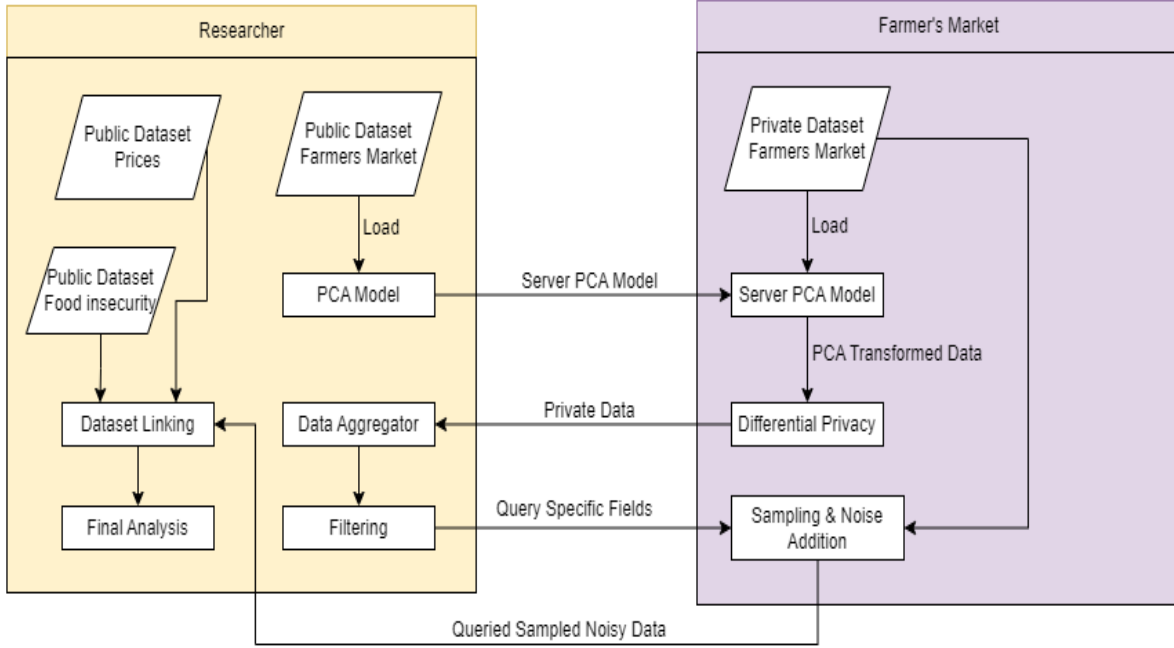 Researcher
Farmer's Market
Public Dataset
Prices
Public Dataset
Farmers Market
Private Dataset
Farmers Market
Load
Load
Public Dataset
Food insecurity
PCA Model
Server PCA Model
Server PCA Model
PCA Transformed Data
Dataset Linking
Data Aggregator
Private Data
Differential Privacy
Final Analysis
Filtering
Query Specific Fields
Sampling & Noise
Addition
Queried Sampled Noisy Data